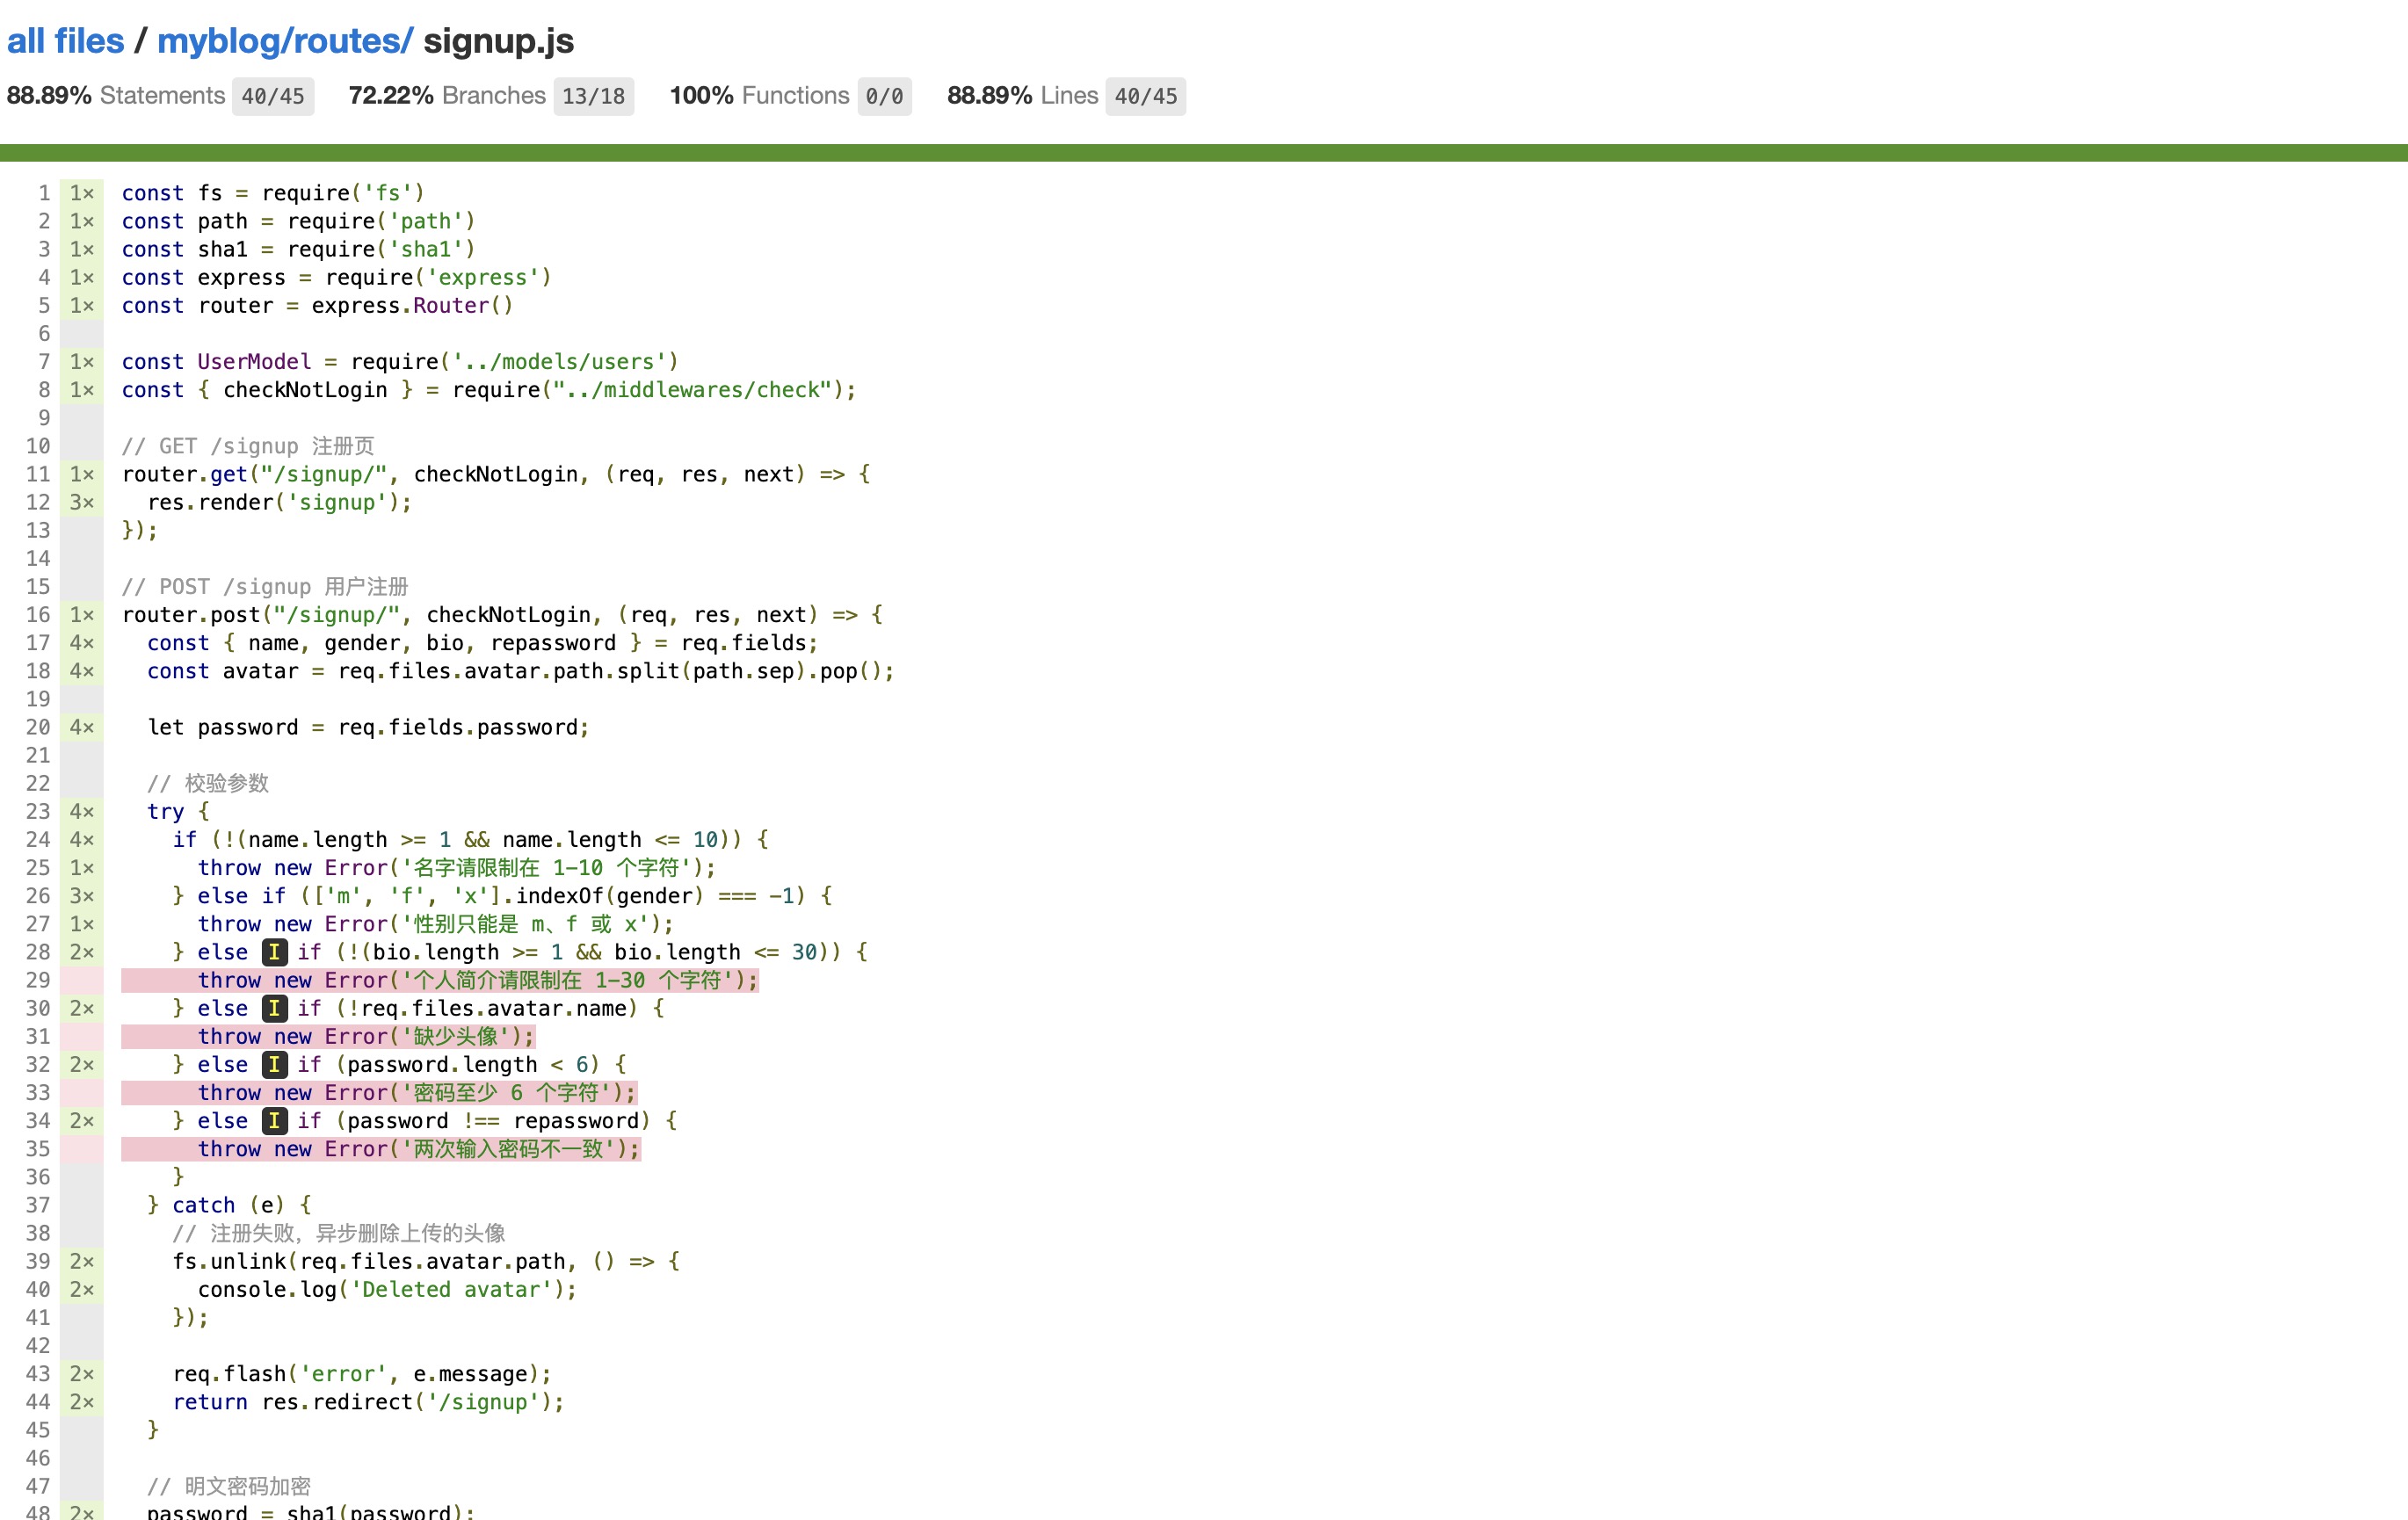 all files / myblog/routes/ signup.js
88.89% Statements 40/45 72.22% Branches 13/18 100% Functions 0/0 88.89% Lines 40/45
1 1× const fs = require('fs')
2 1× const path = require('path')
3 1× const sha1 = require('sha1')
4 1× const express = require('express')
5 1× const router = express.Router()
6
7 1× const UserModel = require('../models/users')
8 1× const { checkNotLogin } = require("../middlewares/check");
9
10 // GET /signup 注册页
11 1× router.get("/signup/", checkNotLogin, (req, res, next) => {
12 3× res.render('signup');
13 });
14
15 // POST /signup 用户注册
16 1× router.post("/signup/", checkNotLogin, (req, res, next) => {
17 4× const { name, gender, bio, repassword } = req.fields;
18 4× const avatar = req.files.avatar.path.split(path.sep).pop();
19
20 4× let password = req.fields.password;
21
22 // 校验参数
23 4× try {
24 4× if (!(name.length >= 1 && name.length <= 10)) {
25 1× throw new Error('名字请限制在 1-10 个字符');
26 3× } else if (['m', 'f', 'x'].indexOf(gender) === -1) {
27 1× throw new Error('性别只能是 m、f 或 x');
28 2× } else I if (!(bio.length >= 1 && bio.length <= 30)) {
29 throw new Error('个人简介请限制在 1-30 个字符');
30 2× } else I if (!req.files.avatar.name) {
31 throw new Error('缺少头像');
32 2× } else I if (password.length < 6) {
33 throw new Error('密码至少 6 个字符');
34 2× } else I if (password !== repassword) {
35 throw new Error('两次输入密码不一致');
36 }
37 } catch (e) {
38 // 注册失败，异步删除上传的头像
39 2× fs.unlink(req.files.avatar.path, () => {
40 2× console.log('Deleted avatar');
41 });
42
43 2× req.flash('error', e.message);
44 2× return res.redirect('/signup');
45 }
46
47 // 明文密码加密
48 2× password = sha1(password);